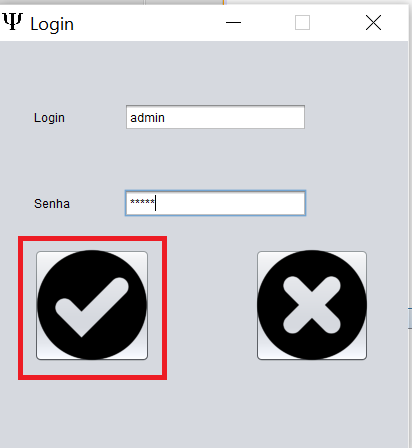 Ψ Login
Login admin
Senha *****